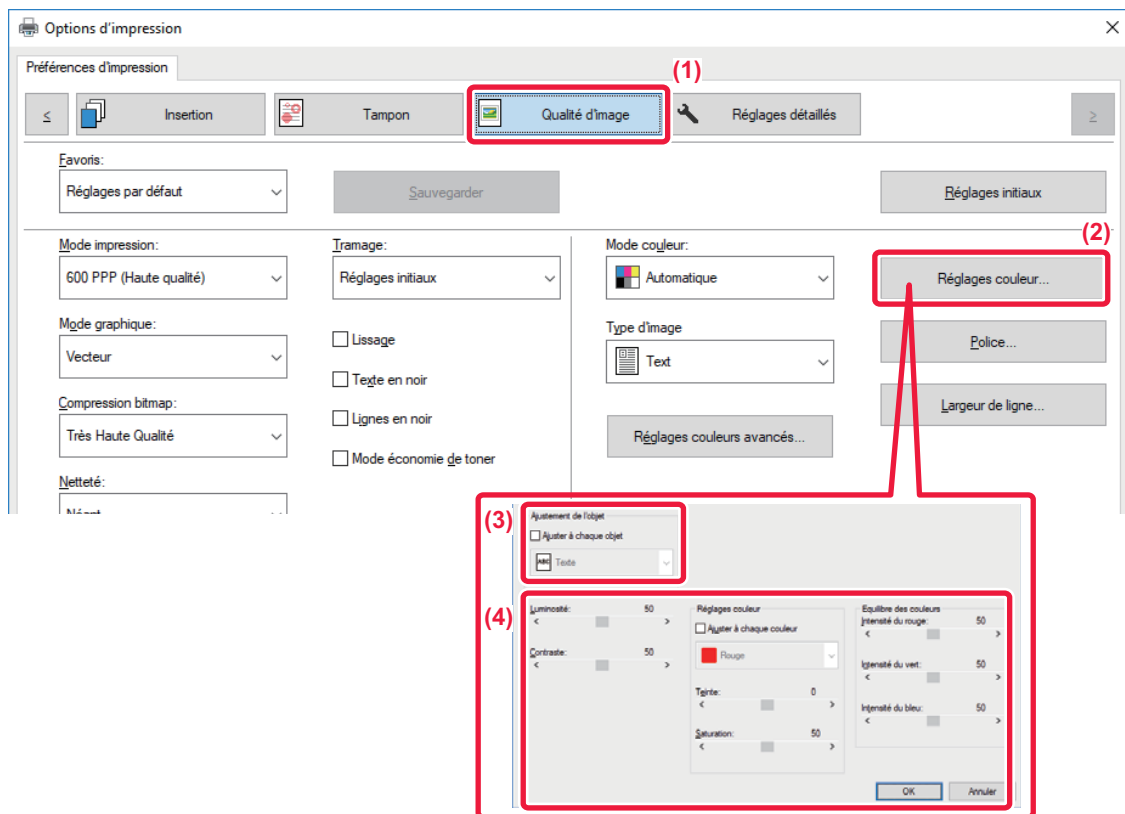 Options d'impression
Préférences d'impression
(1)
< Insertion Tampon Qualité d'image Réglages détaillés >
Favoris:
Réglages par défaut Sauvegarder Réglages initiaux
(2)
Mode impression: Tramage: Mode couleur:
600 PPP (Haute qualité) Réglages initiaux Automatique Réglages couleur...
Mode graphique: Type d'image
Vecteur Lissage Text Police...
Texte en noir
Compression bitmap: Lignes en noir Largeur de ligne...
Très Haute Qualité Réglages couleurs avancés...
Mode économie de toner
Netteté:
Néant
(3) Ajustement de l'objet
Ajuster à chaque objet
ABC Texte
(4) Luminosité: 50 Réglages couleur Equilibre des couleurs
< > Ajuster à chaque couleur Intensité du rouge: 50
< >
Contraste: 50 Rouge
< > Intensité du vert: 50
< >
Teinte: 0
< > Intensité du bleu: 50
< >
Saturation: 50
< >
OK Annuler